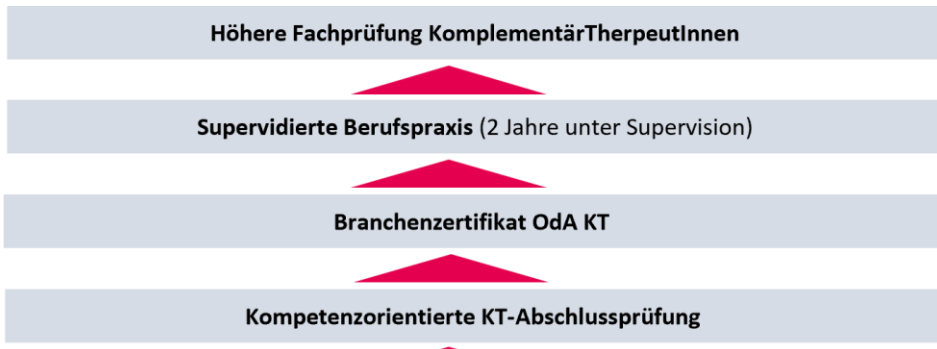 Höhere Fachprüfung KomplementärTherpeutInnen
Supervidierte Berufspraxis (2 Jahre unter Supervision)
Branchenzertifikat OdA KT
Kompetenzorientierte KT-Abschlussprüfung